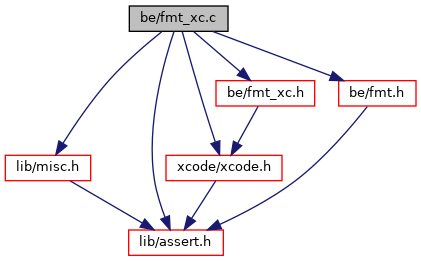 be/fmt_xc.c
be/fmt_xc.h
be/fmt.h
lib/misc.h
xcode/xcode.h
lib/assert.h